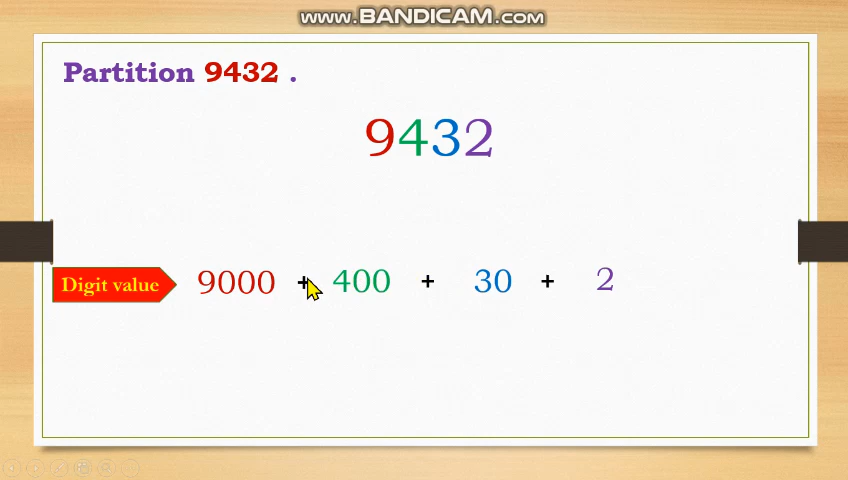 www.BANDICAM.com
Partition 9432 .
9432
Digit value 9000 + 400 + 30 + 2